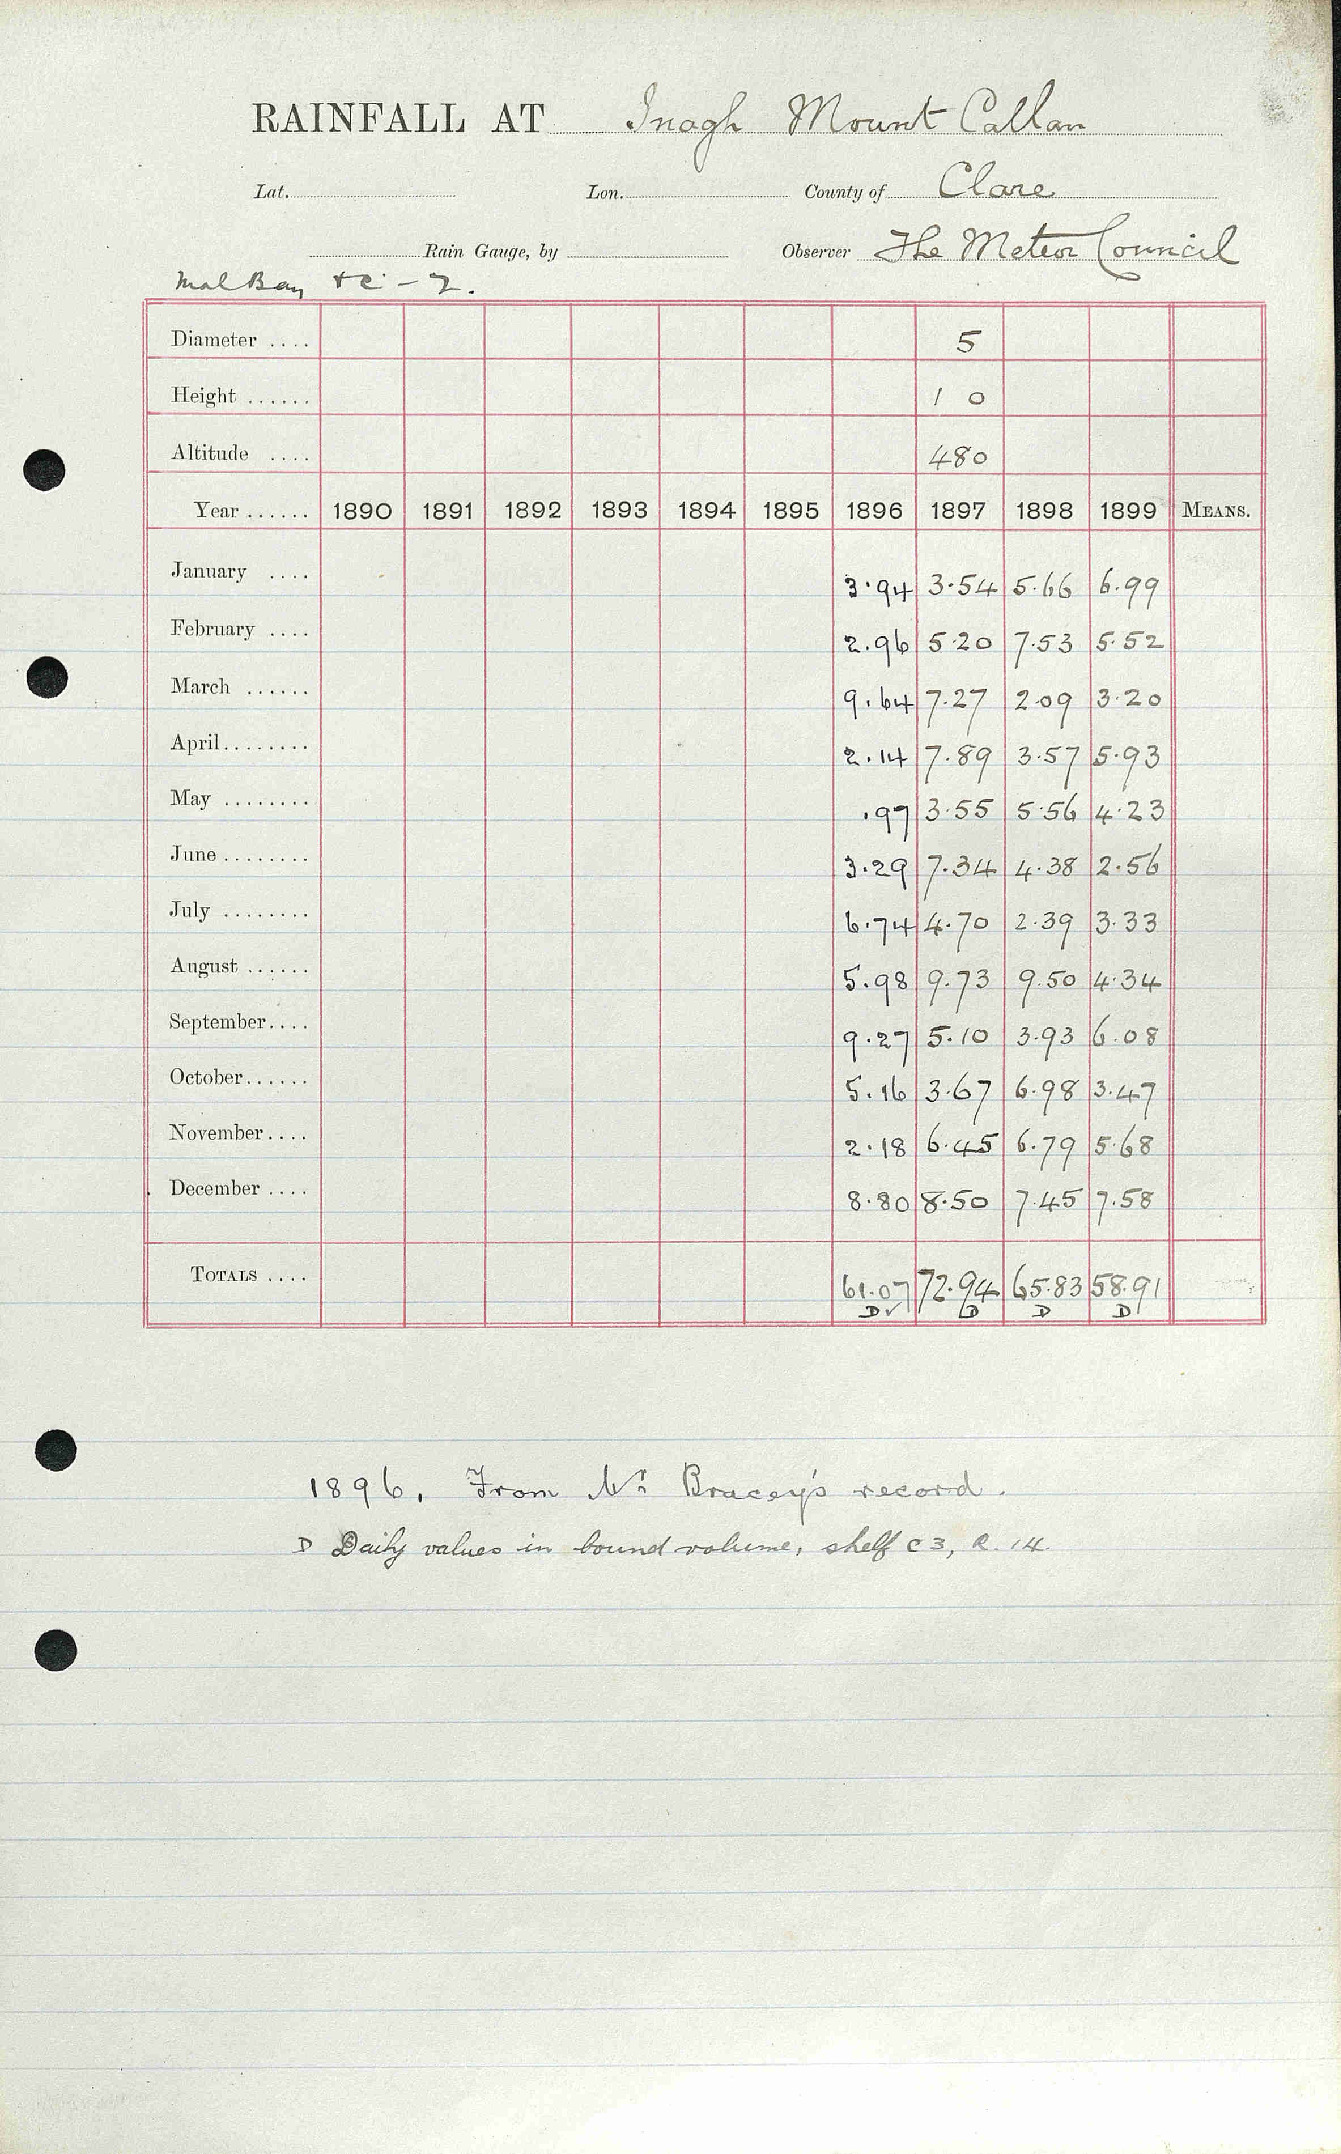 RAINFALL AT Inagh Mount Callan
Lat. Lon. County of Clare
Rain Gauge, by Observer The Meteor Council
Mal Bay
Diameter .... 5
Height ...... 1 0
Altitude .... 480
Year ...... 1890 1891 1892 1893 1894 1895 1896 1897 1898 1899 MEANS.
January .... 3.94 3.54 5.66 6.99
February .... 2.96 5.20 7.53 5.52
March ...... 9.64 7.27 2.09 3.20
April........ 2.14 7.89 3.57 5.93
May ........ .97 3.55 5.56 4.23
June ........ 3.29 7.34 4.38 2.56
July ........ 6.74 4.70 2.39 3.33
August ...... 5.98 9.73 9.50 4.34
September.... 9.27 5.10 3.93 6.08
October...... 5.16 3.67 6.98 3.47
November.... 2.18 6.45 6.79 5.68
December .... 8.80 8.50 7.45 7.58
TOTALS .... 61.07 72.94 65.83 58.91
D ✓ D D D
1896. From Mr Bracey's record.
D Daily values in bound volume, shelf C3, R. 14